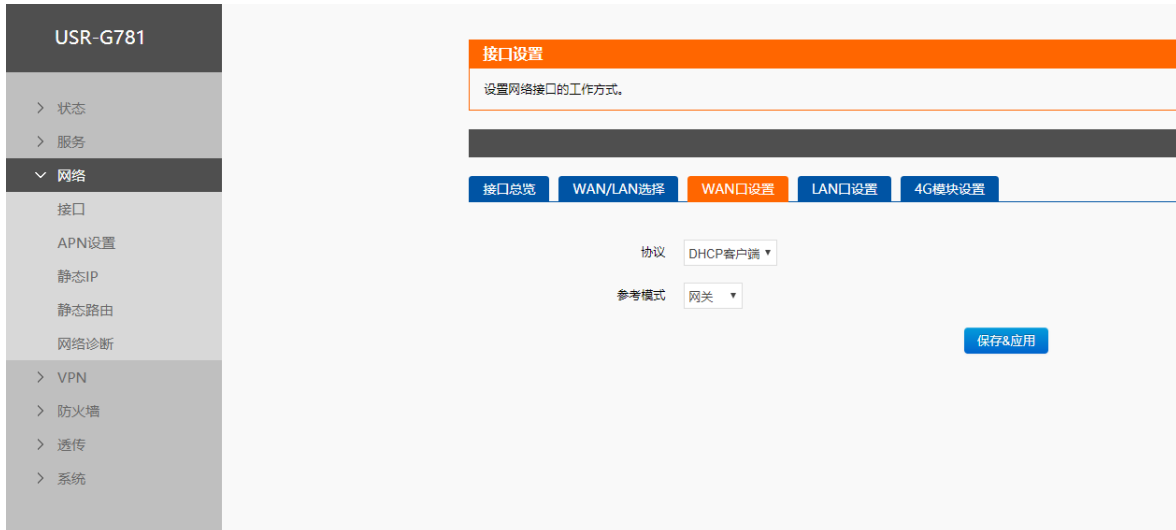 USR-G781
状态
服务
网络
接口
APN设置
静态IP
静态路由
网络诊断
VPN
防火墙
透传
系统
接口设置
设置网络接口的工作方式。
接口总览 WAN/LAN选择 WAN口设置 LAN口设置 4G模块设置
协议 DHCP客户端
参考模式 网关
保存&应用